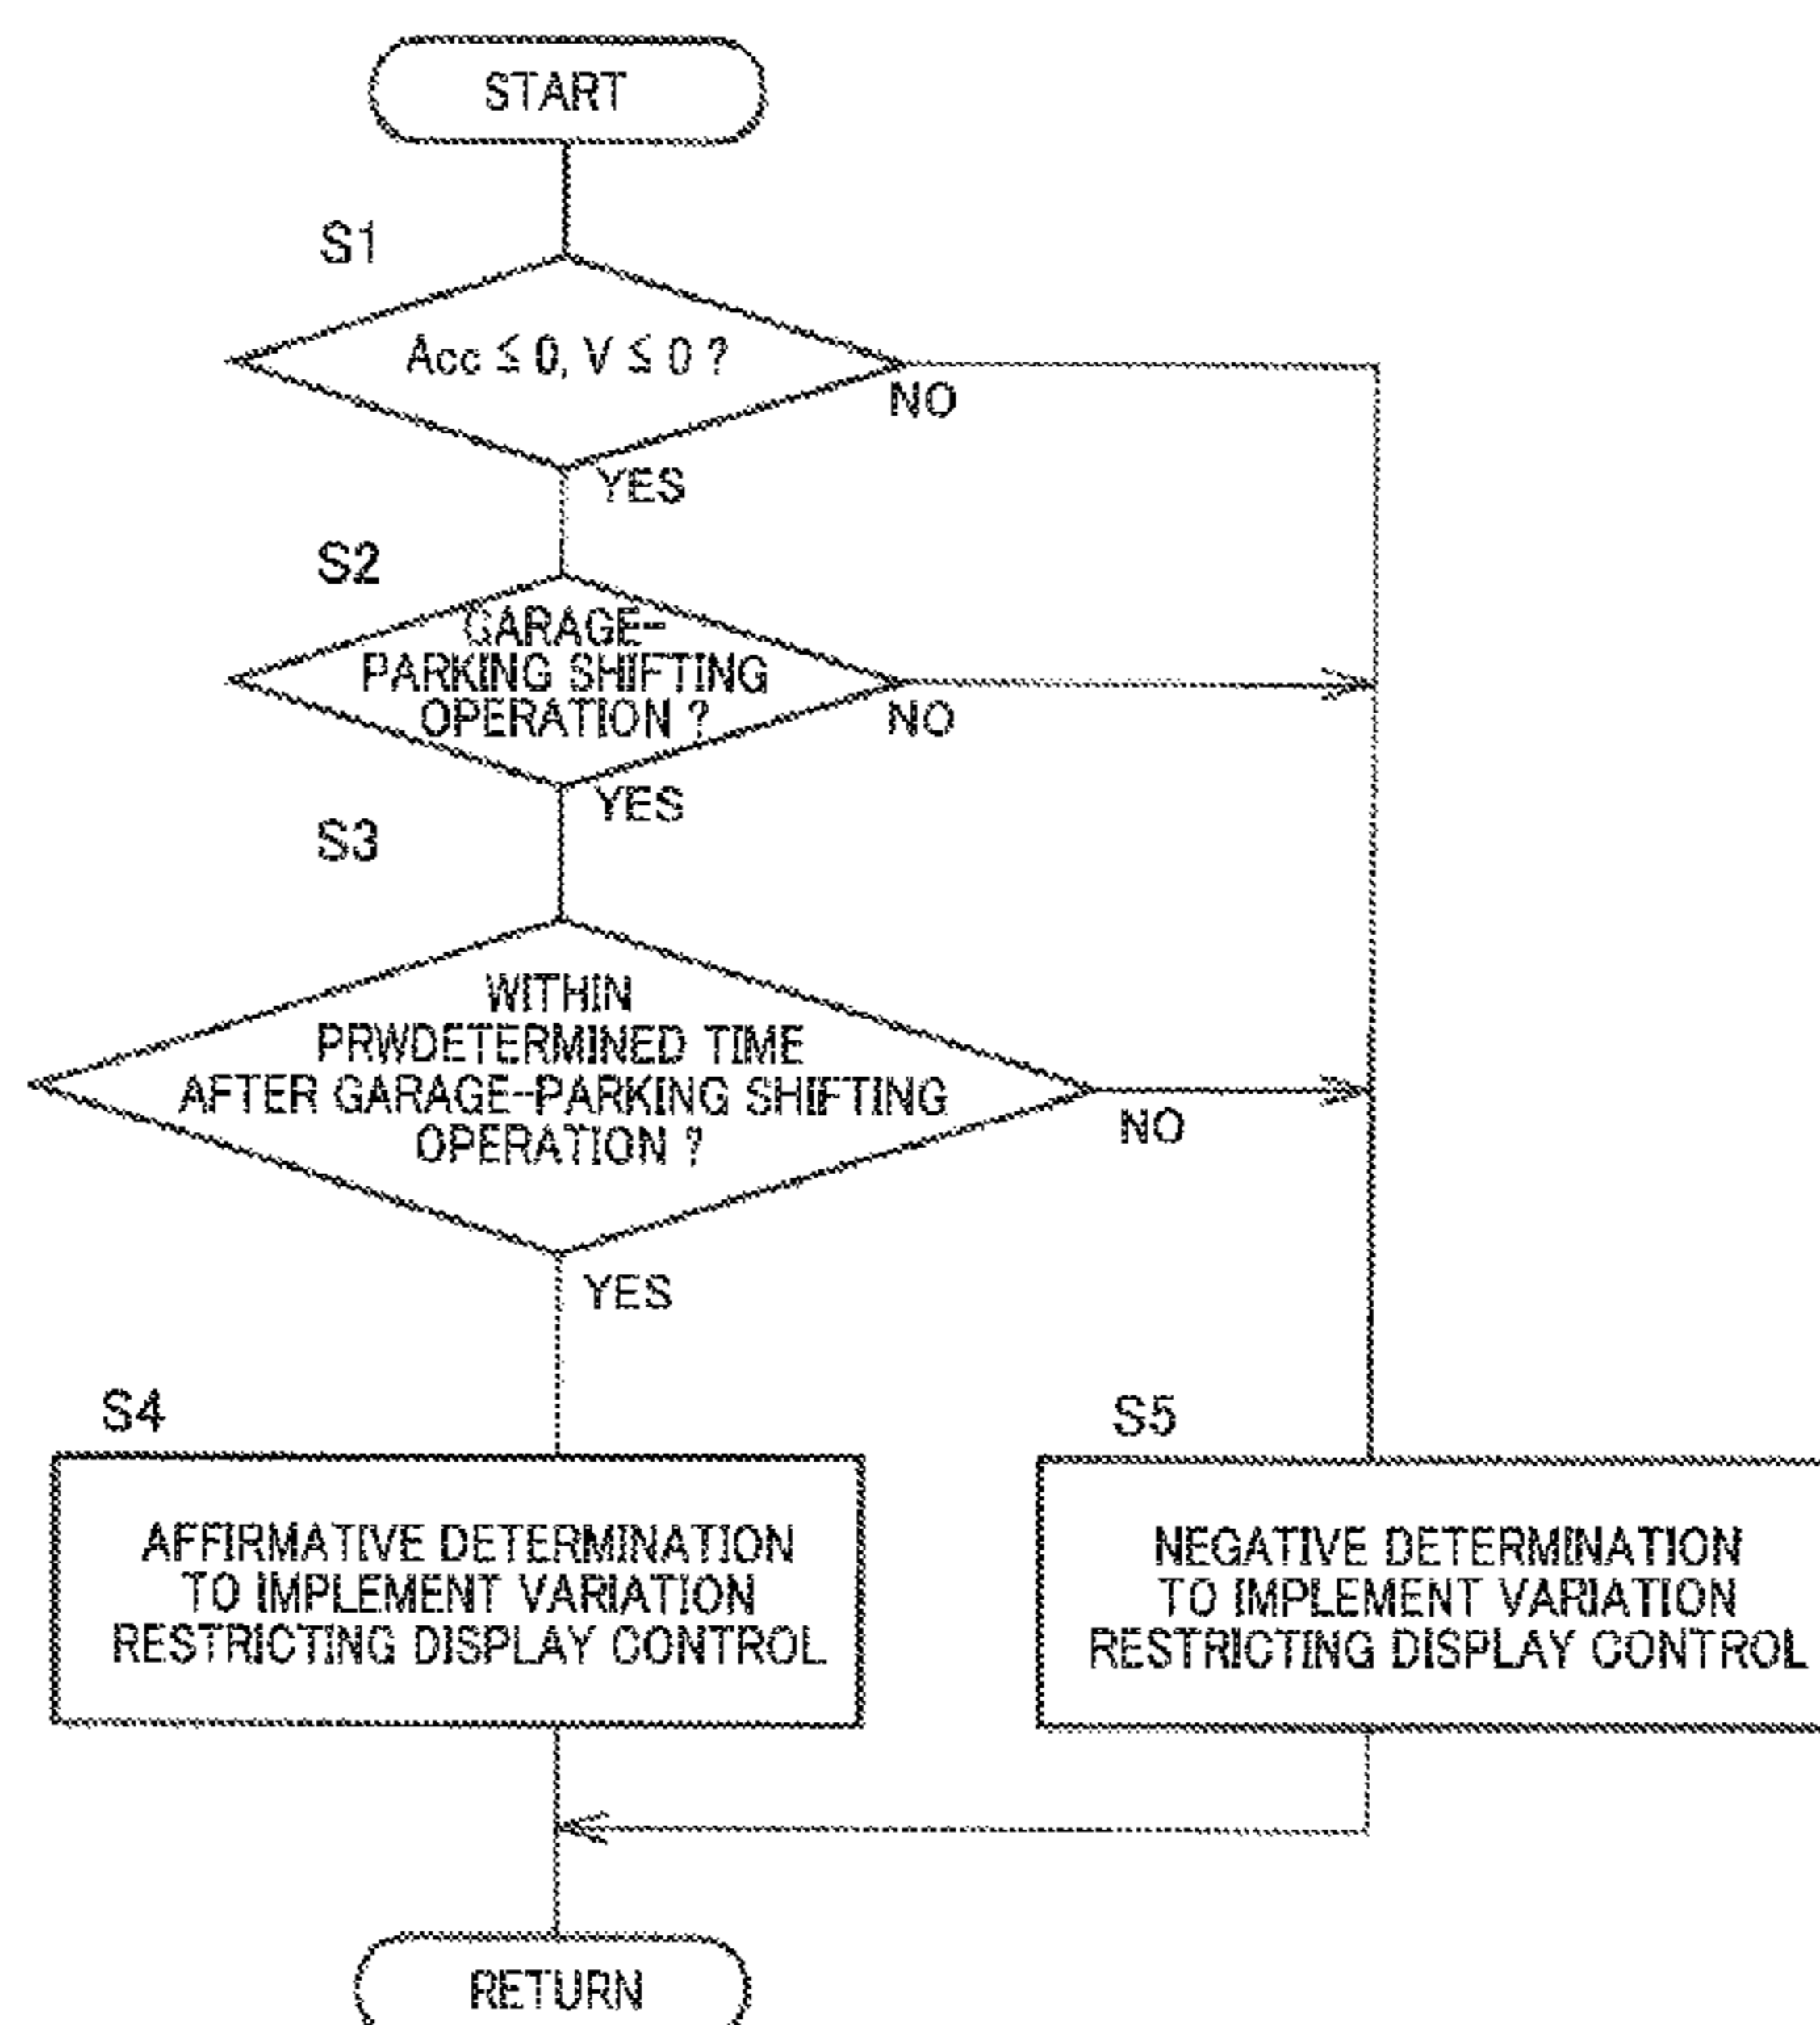 START
S1
Acc ≦ 0, V ≦ 0 ?
NO
YES
S2
GARAGE-
PARKING SHIFTING
OPERATION ?
NO
YES
S3
WITHIN
PRWDETERMINED TIME
AFTER GARAGE-PARKING SHIFTING
OPERATION ?
NO
YES
S4
AFFIRMATIVE DETERMINATION
TO IMPLEMENT VARIATION
RESTRICTING DISPLAY CONTROL
S5
NEGATIVE DETERMINATION
TO IMPLEMENT VARIATION
RESTRICTING DISPLAY CONTROL
RETURN